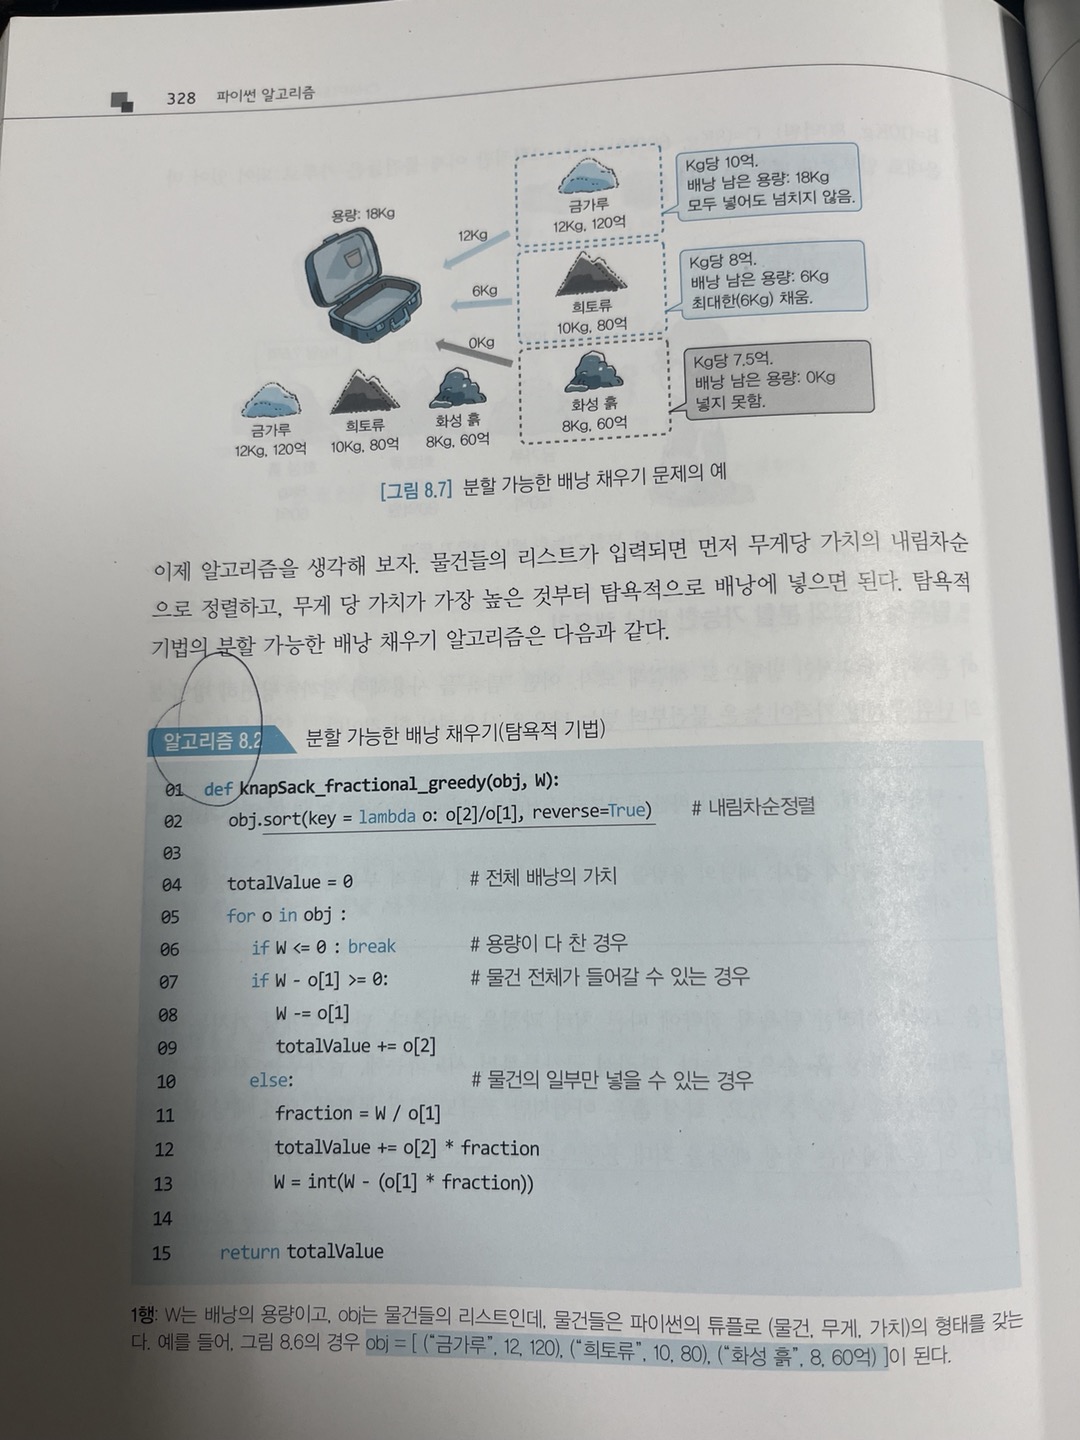 328 파이썬 알고리즘
용량: 18Kg
12Kg
6Kg
0Kg
금가루
12Kg, 120억
Kg당 10억.
배낭 남은 용량: 18Kg
모두 넣어도 넘치지 않음.
희토류
10Kg, 80억
Kg당 8억.
배낭 남은 용량: 6Kg
최대한(6Kg) 채움.
화성 흙
8Kg, 60억
Kg당 7.5억.
배낭 남은 용량: 0Kg
넣지 못함.
금가루
12Kg, 120억
희토류
10Kg, 80억
화성 흙
8Kg, 60억
[그림 8.7] 분할 가능한 배낭 채우기 문제의 예
이제 알고리즘을 생각해 보자. 물건들의 리스트가 입력되면 먼저 무게당 가치의 내림차순
으로 정렬하고, 무게 당 가치가 가장 높은 것부터 탐욕적으로 배낭에 넣으면 된다. 탐욕적
기법의 분할 가능한 배낭 채우기 알고리즘은 다음과 같다.
알고리즘 8.2 분할 가능한 배낭 채우기(탐욕적 기법)
01 def knapSack_fractional_greedy(obj, W):
02 obj.sort(key = lambda o: o[2]/o[1], reverse=True) # 내림차순정렬
03
04 totalValue = 0 # 전체 배낭의 가치
05 for o in obj :
06 if W <= 0 : break # 용량이 다 찬 경우
07 if W - o[1] >= 0: # 물건 전체가 들어갈 수 있는 경우
08 W -= o[1]
09 totalValue += o[2]
10 else: # 물건의 일부만 넣을 수 있는 경우
11 fraction = W / o[1]
12 totalValue += o[2] * fraction
13 W = int(W - (o[1] * fraction))
14
15 return totalValue
1행: W는 배낭의 용량이고, obj는 물건들의 리스트인데, 물건들은 파이썬의 튜플로 (물건, 무게, 가치)의 형태를 갖는
다. 예를 들어, 그림 8.6의 경우 obj = [ ("금가루", 12, 120), ("희토류", 10, 80), ("화성 흙", 8, 60억) ]이 된다.